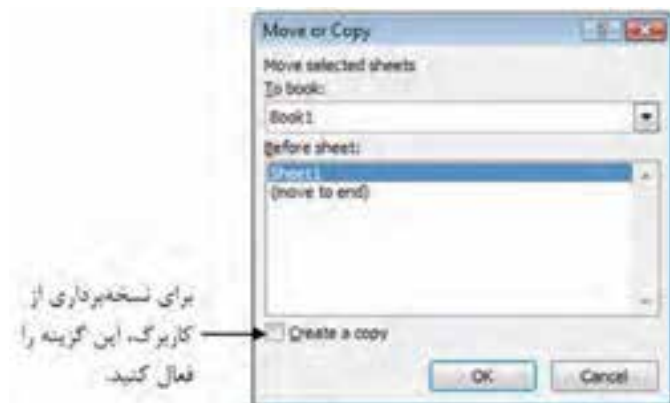 Move or Copy
Move selected sheets
To book:
Book1
Before sheet:
Sheet1
(move to end)
Create a copy
OK
Cancel
برای نسخه‌برداری از
کاربرگ، این گزینه را
فعال کنید.